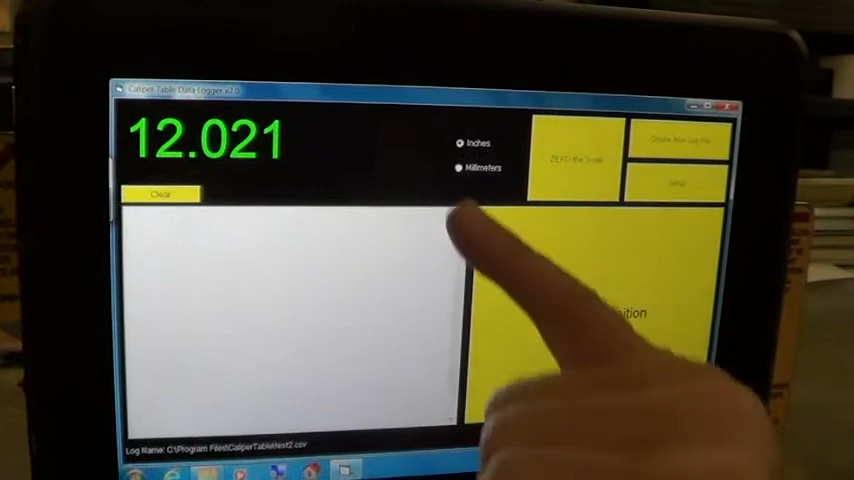 Caliper Table Data Logger v2.0
12.021
Inches
Millimeters
ZERO the Scale
Create New Log File
Setup
Clear
ition
Log Name: C:\Program Files\CaliperTable\test2.csv